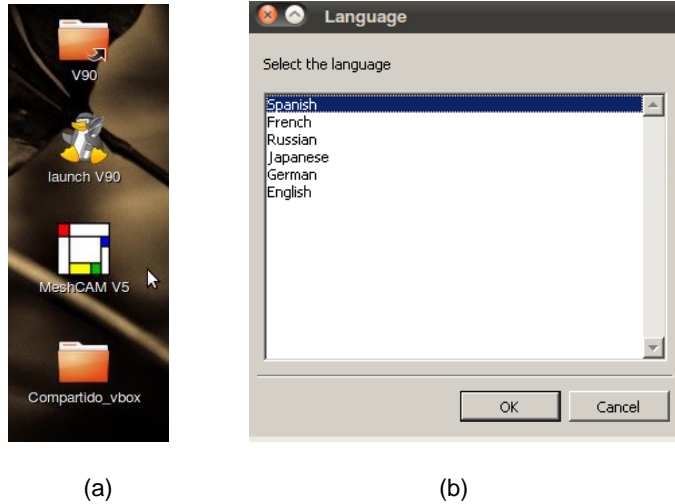 V90
launch V90
MeshCAM V5
Compartido_vbox
(a)
Language
Select the language
Spanish
French
Russian
Japanese
German
English
OK
Cancel
(b)